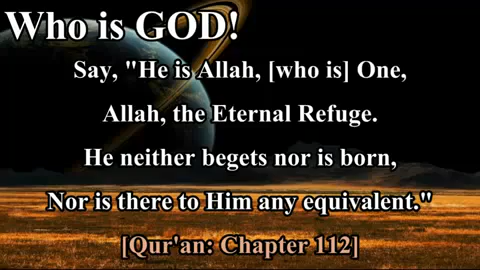 Who is GOD!
Say, "He is Allah, [who is] One,
Allah, the Eternal Refuge.
He neither begets nor is born,
Nor is there to Him any equivalent."
[Qur'an: Chapter 112]